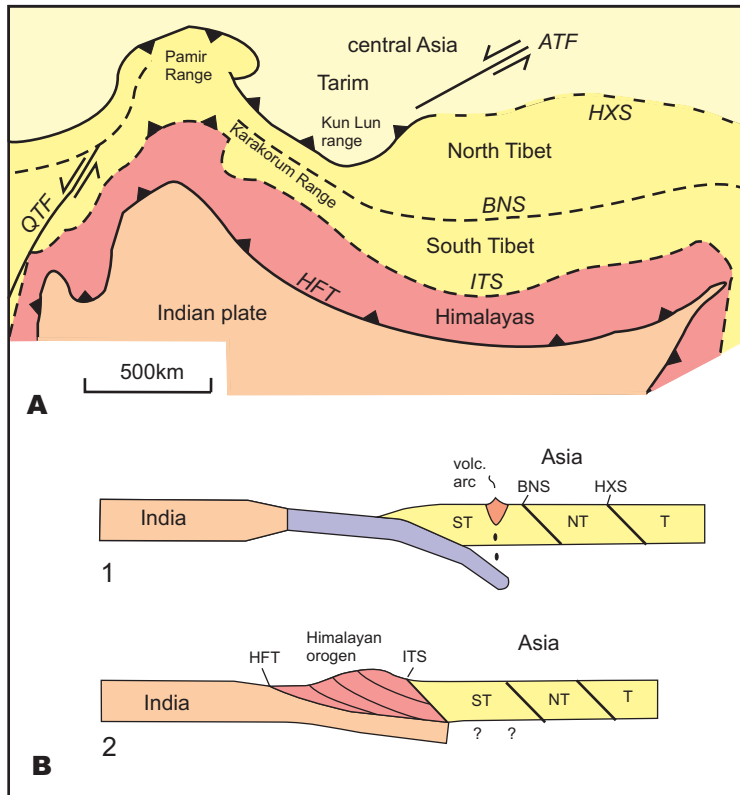 central Asia
ATF
Pamir
Range
Tarim
Kun Lun
range
HXS
Karakorum Range
North Tibet
QTF
BNS
South Tibet
ITS
HFT
Indian plate
Himalayas
500km
A
volc.
arc
Asia
BNS
HXS
India
ST
NT
T
1
Himalayan
orogen
HFT
ITS
Asia
India
ST
NT
T
? ?
2
B